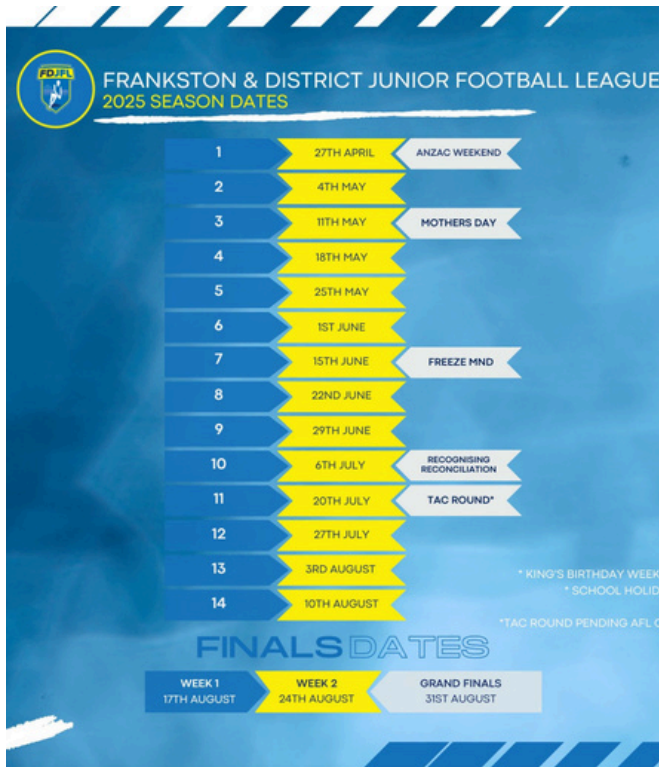 FDJFL
FRANKSTON & DISTRICT JUNIOR FOOTBALL LEAGUE
2025 SEASON DATES
1 27TH APRIL ANZAC WEEKEND
2 4TH MAY
3 11TH MAY MOTHERS DAY
4 18TH MAY
5 25TH MAY
6 1ST JUNE
7 15TH JUNE FREEZE MND
8 22ND JUNE
9 29TH JUNE
10 6TH JULY RECOGNISING
RECONCILIATION
11 20TH JULY TAC ROUND*
12 27TH JULY
13 3RD AUGUST
14 10TH AUGUST
* KING'S BIRTHDAY WEEK
* SCHOOL HOLID
*TAC ROUND PENDING AFL
FINALS DATES
WEEK 1 WEEK 2 GRAND FINALS
17TH AUGUST 24TH AUGUST 31ST AUGUST